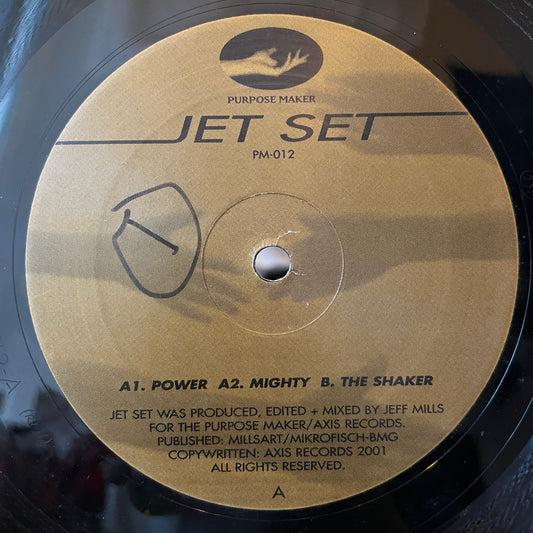 PURPOSE MAKER
JET SET
PM-012
1
A1. POWER A2. MIGHTY B. THE SHAKER
JET SET WAS PRODUCED, EDITED + MIXED BY JEFF MILLS
FOR THE PURPOSE MAKER/AXIS RECORDS.
PUBLISHED: MILLSART/MIKROFISCH-BMG
COPYWRITTEN: AXIS RECORDS 2001
ALL RIGHTS RESERVED.
A